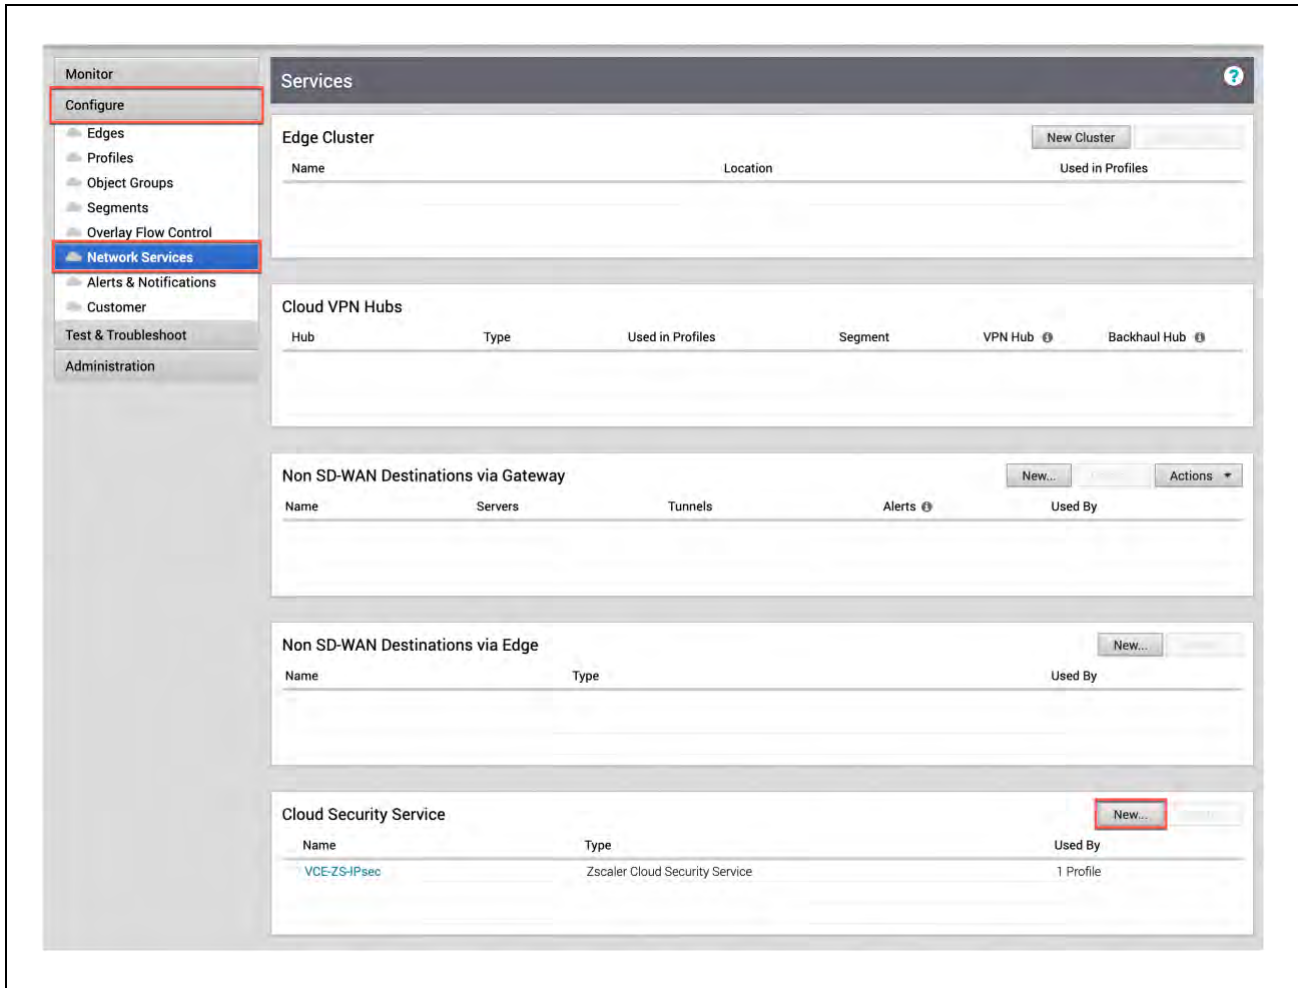 Monitor
Configure
Edges
Profiles
Object Groups
Segments
Overlay Flow Control
Network Services
Alerts & Notifications
Customer
Test & Troubleshoot
Administration
Services ?
Edge Cluster New Cluster
Name Location Used in Profiles
Cloud VPN Hubs
Hub Type Used in Profiles Segment VPN Hub Backhaul Hub
Non SD-WAN Destinations via Gateway New... Actions
Name Servers Tunnels Alerts Used By
Non SD-WAN Destinations via Edge New...
Name Type Used By
Cloud Security Service New...
Name Type Used By
VCE-ZS-IPsec Zscaler Cloud Security Service 1 Profile